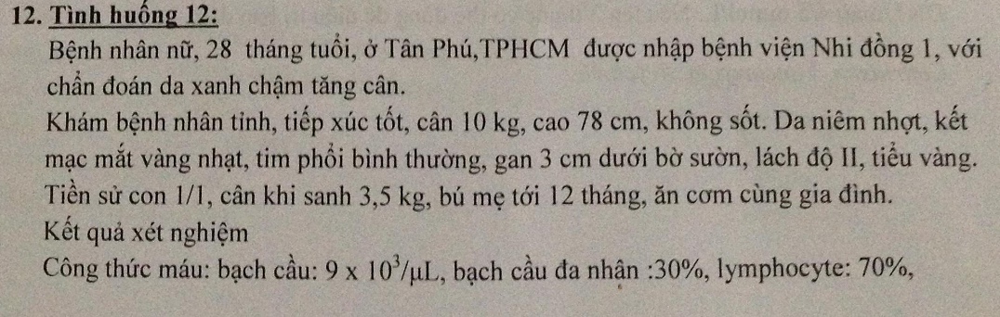 12. Tình huống 12:
Bệnh nhân nữ, 28 tháng tuổi, ở Tân Phú,TPHCM được nhập bệnh viện Nhi đồng 1, với
chẩn đoán da xanh chậm tăng cân.
Khám bệnh nhân tỉnh, tiếp xúc tốt, cân 10 kg, cao 78 cm, không sốt. Da niêm nhợt, kết
mạc mắt vàng nhạt, tim phổi bình thường, gan 3 cm dưới bờ sườn, lách độ II, tiểu vàng.
Tiền sử con 1/1, cân khi sanh 3,5 kg, bú mẹ tới 12 tháng, ăn cơm cùng gia đình.
Kết quả xét nghiệm
Công thức máu: bạch cầu: 9 x 10³/μL, bạch cầu đa nhân :30%, lymphocyte: 70%,